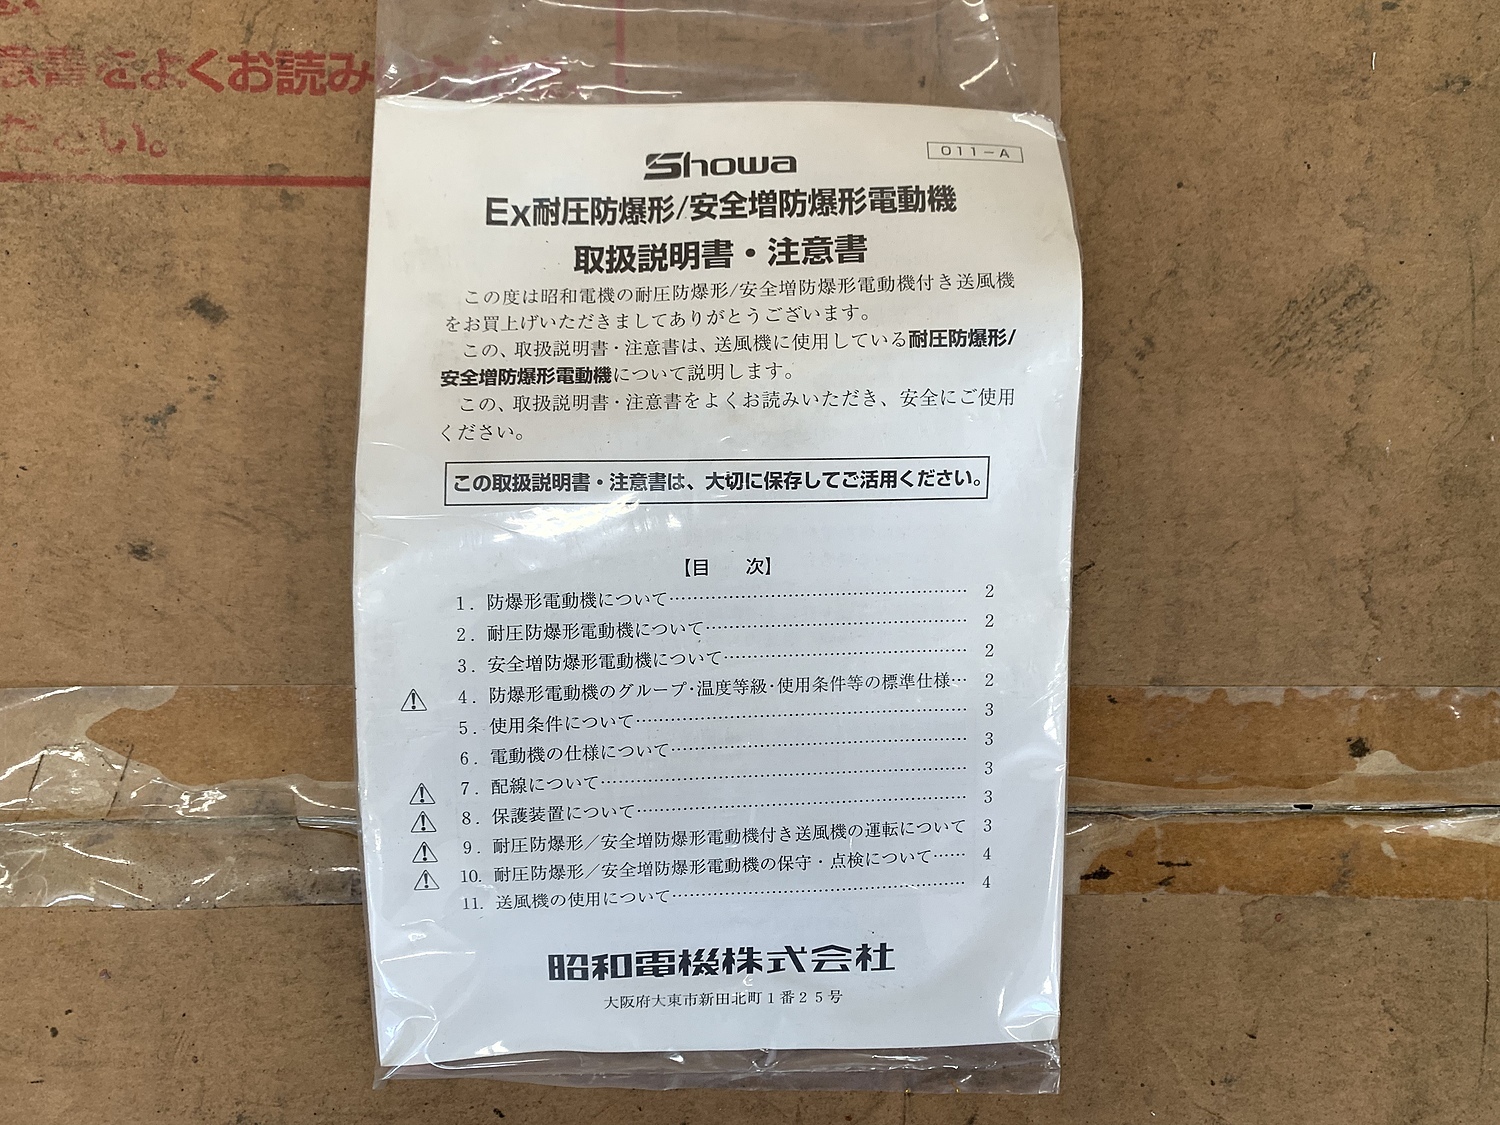 意書をよくお読み
ださい。
Showa
011-A
Ex耐圧防爆形/安全増防爆形電動機
取扱説明書・注意書
この度は昭和電機の耐圧防爆形/安全増防爆形電動機付き送風機
をお買上げいただきましてありがとうございます。
この、取扱説明書・注意書は、送風機に使用している耐圧防爆形/
安全増防爆形電動機について説明します。
この、取扱説明書・注意書をよくお読みいただき、安全にご使用
ください。
この取扱説明書・注意書は、大切に保存してご活用ください。
【目　次】
1. 防爆形電動機について……………………………………… 2
2. 耐圧防爆形電動機について………………………………… 2
3. 安全増防爆形電動機について……………………………… 2
⚠ 4. 防爆形電動機のグループ・温度等級・使用条件等の標準仕様… 2
5. 使用条件について…………………………………………… 3
6. 電動機の仕様について……………………………………… 3
⚠ 7. 配線について………………………………………………… 3
⚠ 8. 保護装置について…………………………………………… 3
⚠ 9. 耐圧防爆形／安全増防爆形電動機付き送風機の運転について 3
⚠ 10. 耐圧防爆形／安全増防爆形電動機の保守・点検について…… 4
11. 送風機の使用について……………………………………… 4
昭和電機株式会社
大阪府大東市新田北町1番25号